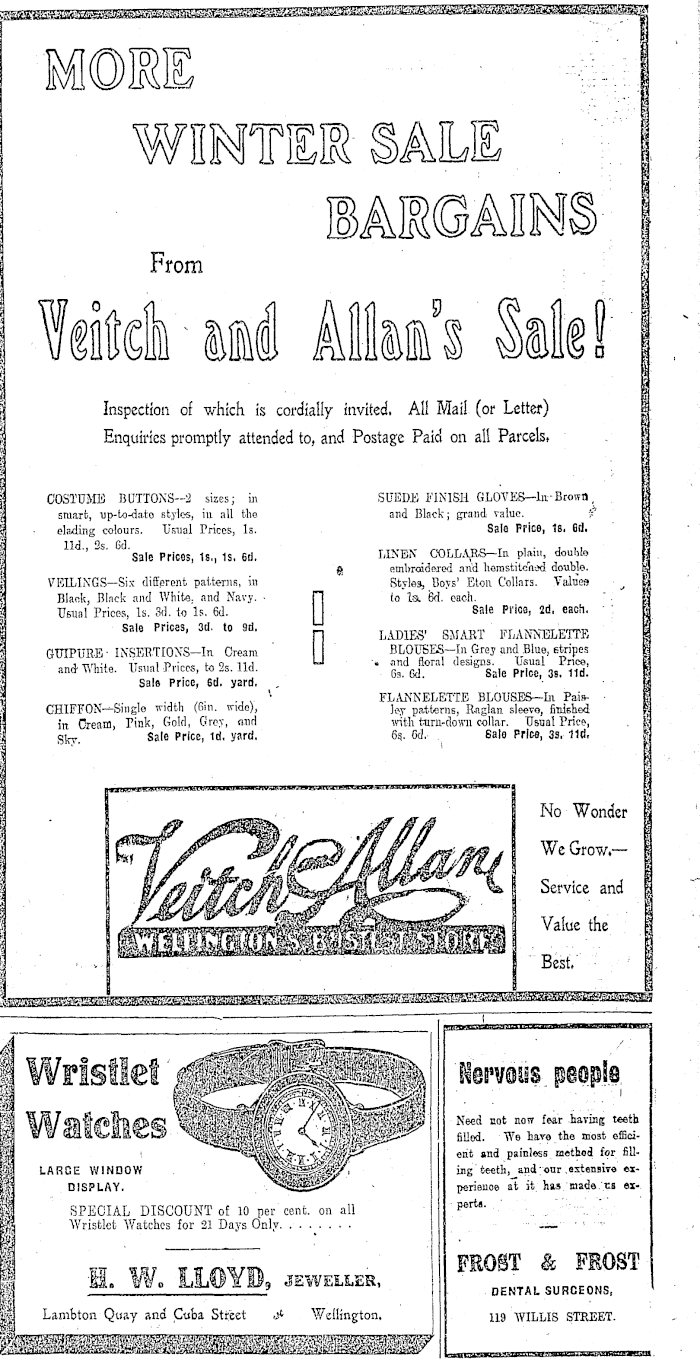 MORE
WINTER SALE
BARGAINS
From
Veitch and Allan's Sale!
Inspection of which is cordially invited. All Mail (or Letter)
Enquiries promptly attended to, and Postage Paid on all Parcels.
COSTUME BUTTONS—2 sizes; in
smart, up-to-date styles, in all the
elading colours. Usual Prices, 1s.
11d., 2s. 6d.
Sale Prices, 1s., 1s. 6d.
VEILINGS—Six different patterns, in
Black, Black and White, and Navy.
Usual Prices, 1s. 3d. to 1s. 6d.
Sale Prices, 3d. to 9d.
GUIPURE INSERTIONS—In Cream
and White. Usual Prices, to 2s. 11d.
Sale Price, 6d. yard.
CHIFFON—Single width (6in. wide),
in Cream, Pink, Gold, Grey, and
Sky. Sale Price, 1d. yard.
SUEDE FINISH GLOVES—In Brown
and Black; grand value.
Sale Price, 1s. 6d.
LINEN COLLARS—In plain, double
embroidered and hemstitched double.
Styles, Boys' Eton Collars. Values
to 1s. 6d. each.
Sale Price, 2d. each.
LADIES' SMART FLANNELETTE
BLOUSES—In Grey and Blue, stripes
and floral designs. Usual Price,
6s. 6d. Sale Price, 3s. 11d.
FLANNELETTE BLOUSES—In Pais-
ley patterns, Raglan sleeve, finished
with turn-down collar. Usual Price,
6s. 6d. Sale Price, 3s. 11d.
Veitch and Allan
WELLINGTON'S BUSIEST STORE
No Wonder
We Grow.—
Service and
Value the
Best.
Wristlet
Watches
LARGE WINDOW
DISPLAY.
SPECIAL DISCOUNT of 10 per cent. on all
Wristlet Watches for 21 Days Only. . . . . . . .
H. W. LLOYD, JEWELLER,
Lambton Quay and Cuba Street Wellington.
Nervous people
Need not now fear having teeth
filled. We have the most effici-
ent and painless method for fill-
ing teeth, and our extensive ex-
perience at it has made us ex-
perts.
FROST & FROST
DENTAL SURGEONS,
119 WILLIS STREET.